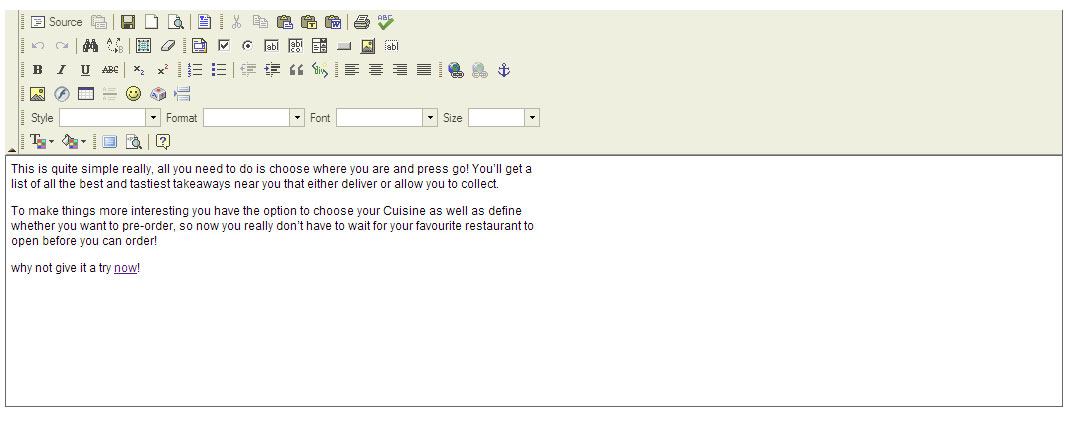 Source ABC
B I U ABC x₂ x²
Style Format Font Size
This is quite simple really, all you need to do is choose where you are and press go! You'll get a
list of all the best and tastiest takeaways near you that either deliver or allow you to collect.
To make things more interesting you have the option to choose your Cuisine as well as define
whether you want to pre-order, so now you really don't have to wait for your favourite restaurant to
open before you can order!
why not give it a try now!